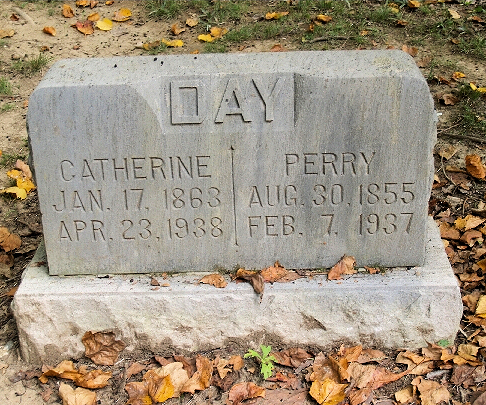 DAY
CATHERINE
JAN. 17, 1863
APR. 23, 1938
PERRY
AUG. 30, 1855
FEB. 7, 1937